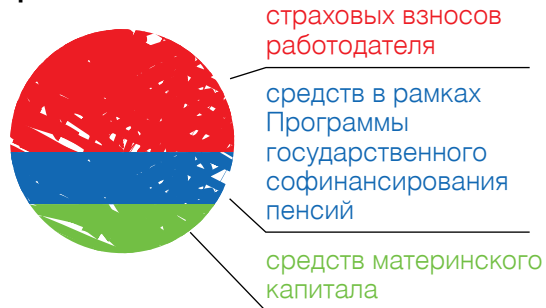 страховых взносов
работодателя
средств в рамках
Программы
государственного
софинансирования
пенсий
средств материнского
капитала